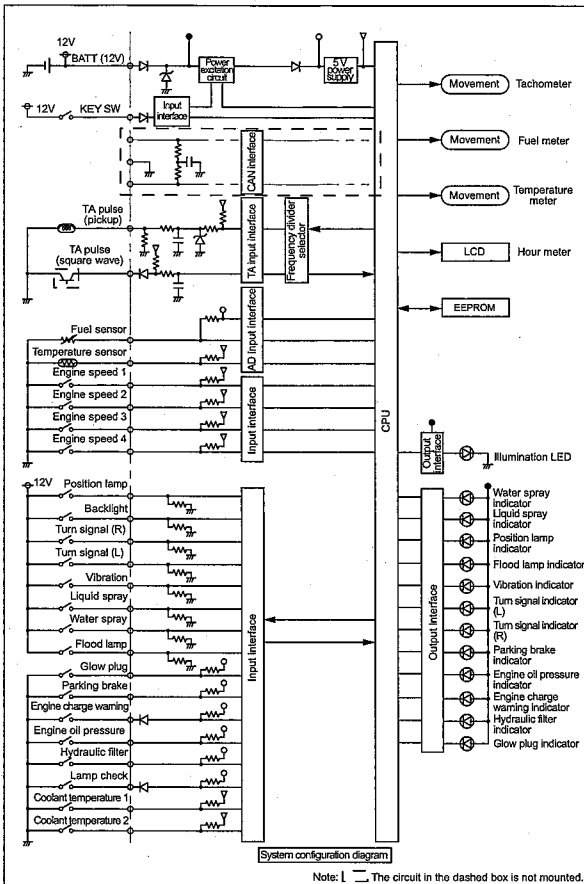 12V
BATT (12V)
Power excitation circuit
5 V power supply
12V
KEY SW
Input interface
CAN interface
TA pulse (pickup)
TA pulse (square wave)
TA input interface
Frequency divider selector
Fuel sensor
Temperature sensor
AD input interface
Engine speed 1
Engine speed 2
Engine speed 3
Engine speed 4
Input interface
12V
Position lamp
Backlight
Turn signal (R)
Turn signal (L)
Vibration
Liquid spray
Water spray
Flood lamp
Glow plug
Parking brake
Engine charge warning
Engine oil pressure
Hydraulic filter
Lamp check
Coolant temperature 1
Coolant temperature 2
Input interface
CPU
Movement Tachometer
Movement Fuel meter
Movement Temperature meter
LCD Hour meter
EEPROM
Output interface
Illumination LED
Output interface
Water spray indicator
Liquid spray indicator
Position lamp indicator
Flood lamp indicator
Vibration indicator
Turn signal indicator (L)
Turn signal indicator (R)
Parking brake indicator
Engine oil pressure indicator
Engine charge warning indicator
Hydraulic filter indicator
Glow plug indicator
System configuration diagram
Note: The circuit in the dashed box is not mounted.